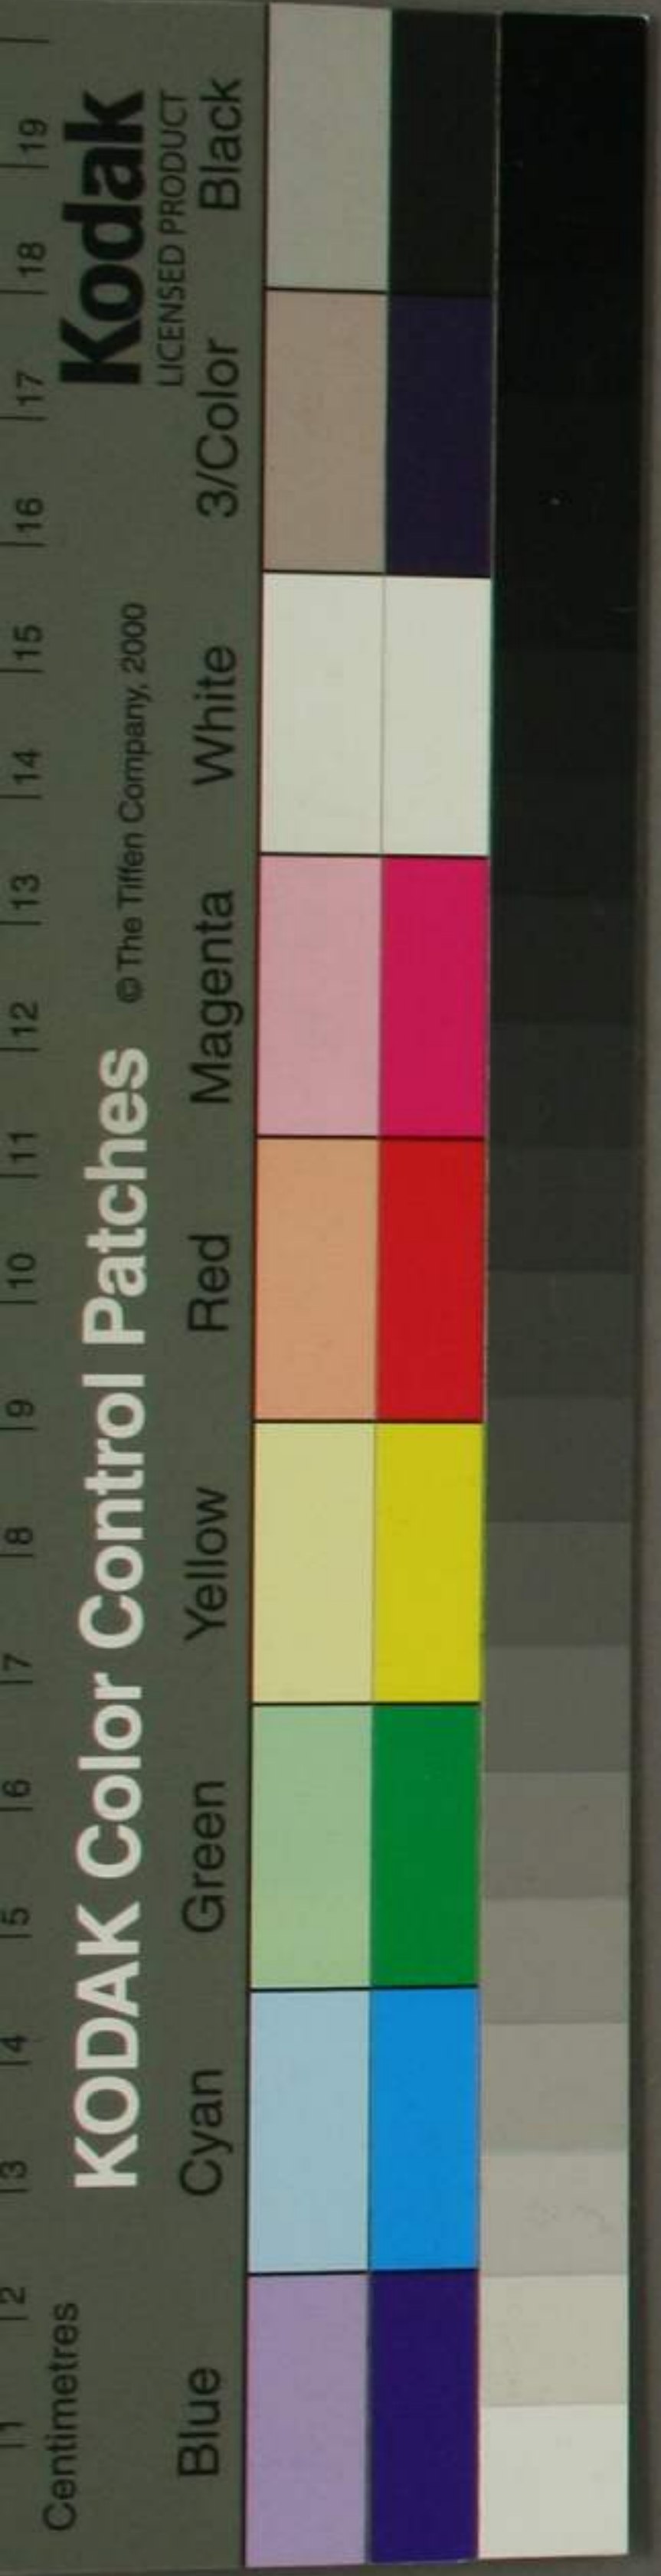 Centimetres
1 2 3 4 5 6 7 8 9 10 11 12 13 14 15 16 17 18 19
KODAK Color Control Patches
© The Tiffen Company, 2000
Kodak
LICENSED PRODUCT
Blue Cyan Green Yellow Red Magenta White 3/Color Black